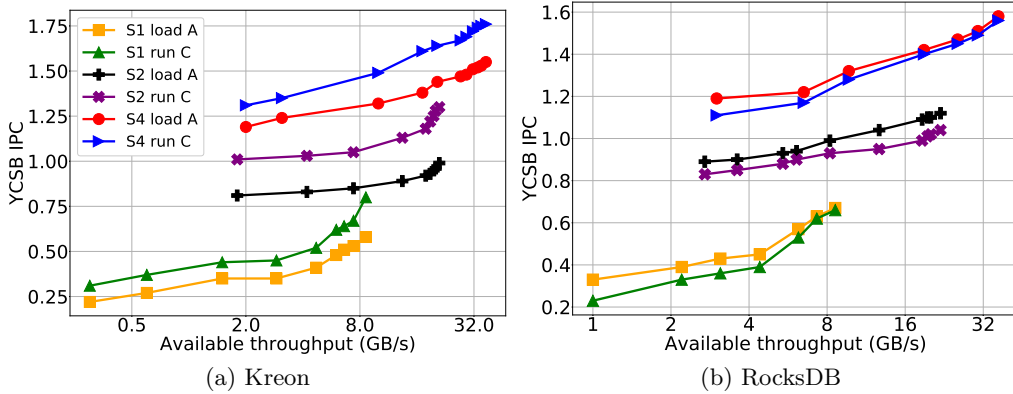 YCSB IPC
1.75
1.50
1.25
1.00
0.75
0.50
0.25
S1 load A
S1 run C
S2 load A
S2 run C
S4 load A
S4 run C
0.5 2.0 8.0 32.0
Available throughput (GB/s)
(a) Kreon
YCSB IPC
1.6
1.4
1.2
1.0
0.8
0.6
0.4
0.2
1 2 4 8 16 32
Available throughput (GB/s)
(b) RocksDB